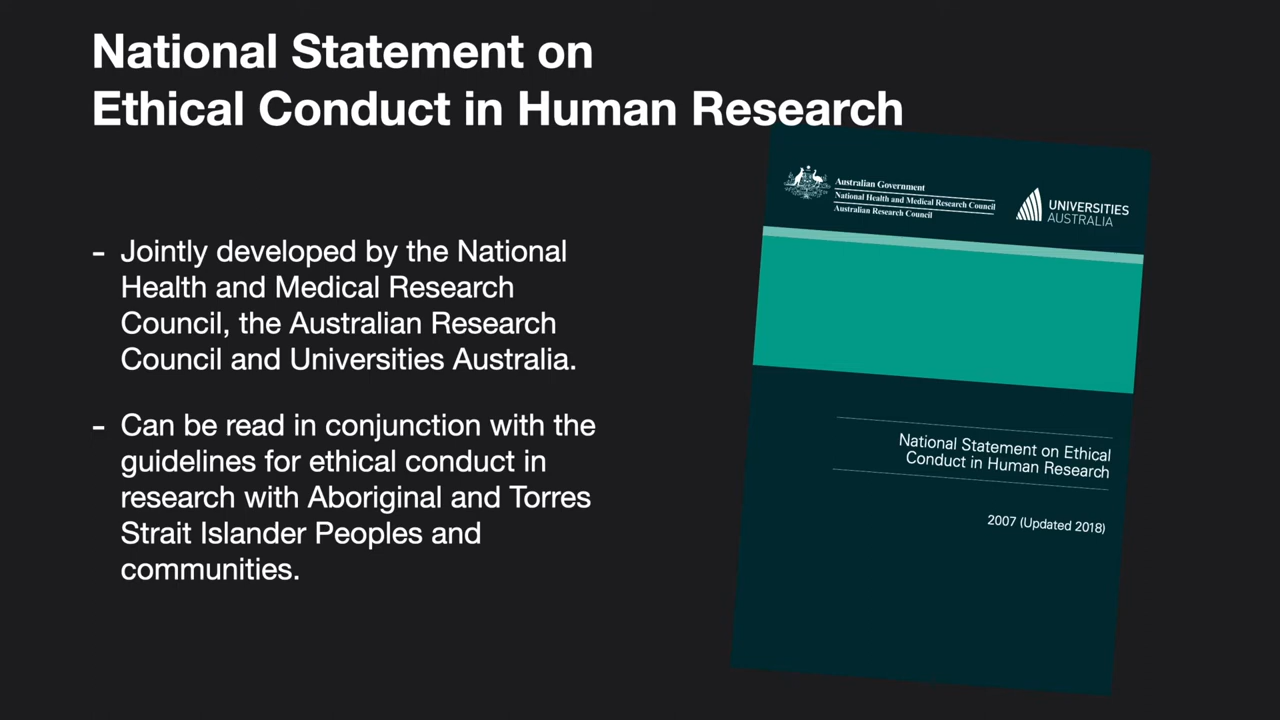 National Statement on
Ethical Conduct in Human Research
- Jointly developed by the National
Health and Medical Research
Council, the Australian Research
Council and Universities Australia.
- Can be read in conjunction with the
guidelines for ethical conduct in
research with Aboriginal and Torres
Strait Islander Peoples and
communities.
Australian Government
National Health and Medical Research Council
Australian Research Council
UNIVERSITIES
AUSTRALIA
National Statement on Ethical
Conduct in Human Research
2007 (Updated 2018)